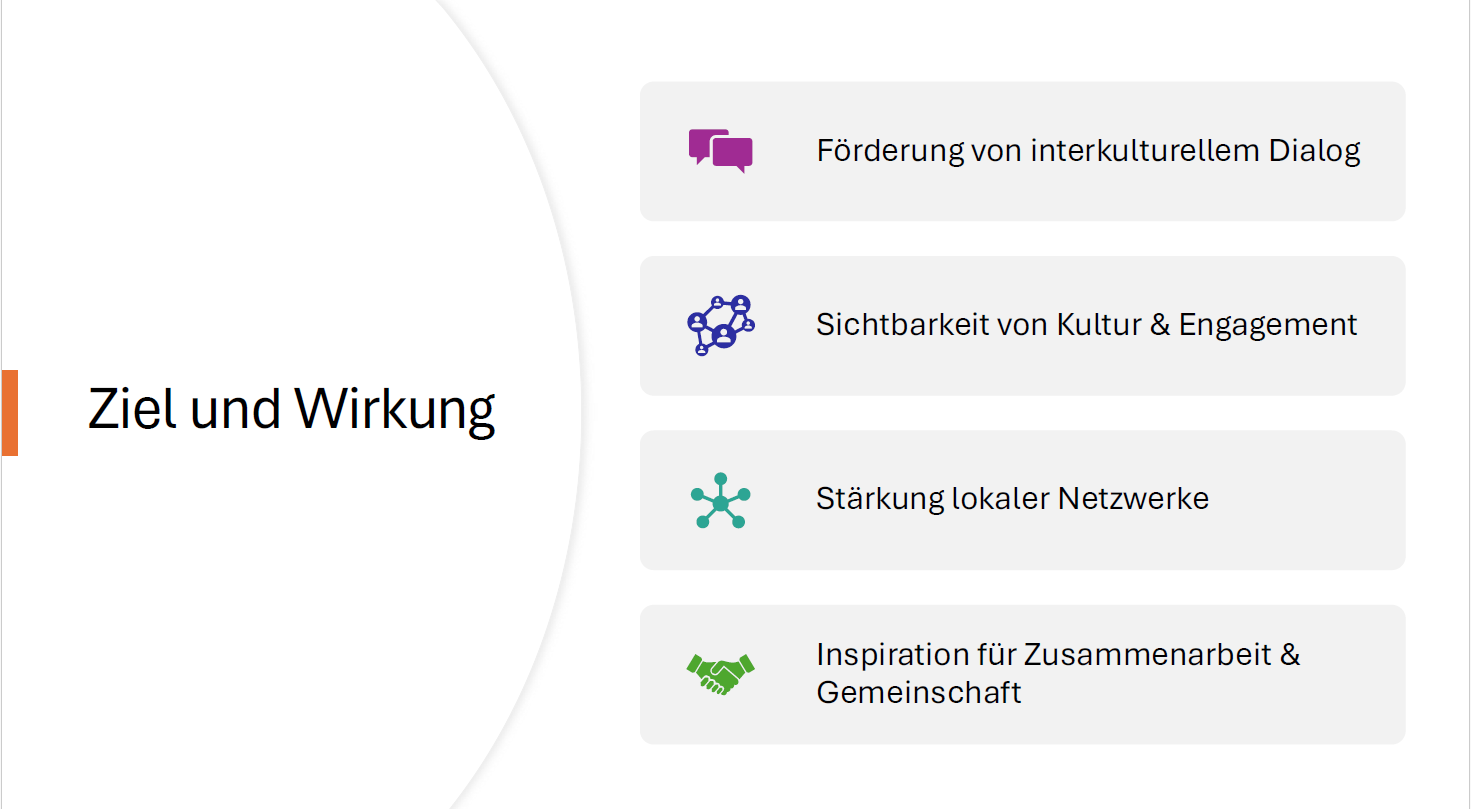 Ziel und Wirkung
Förderung von interkulturellem Dialog
Sichtbarkeit von Kultur & Engagement
Stärkung lokaler Netzwerke
Inspiration für Zusammenarbeit &
Gemeinschaft